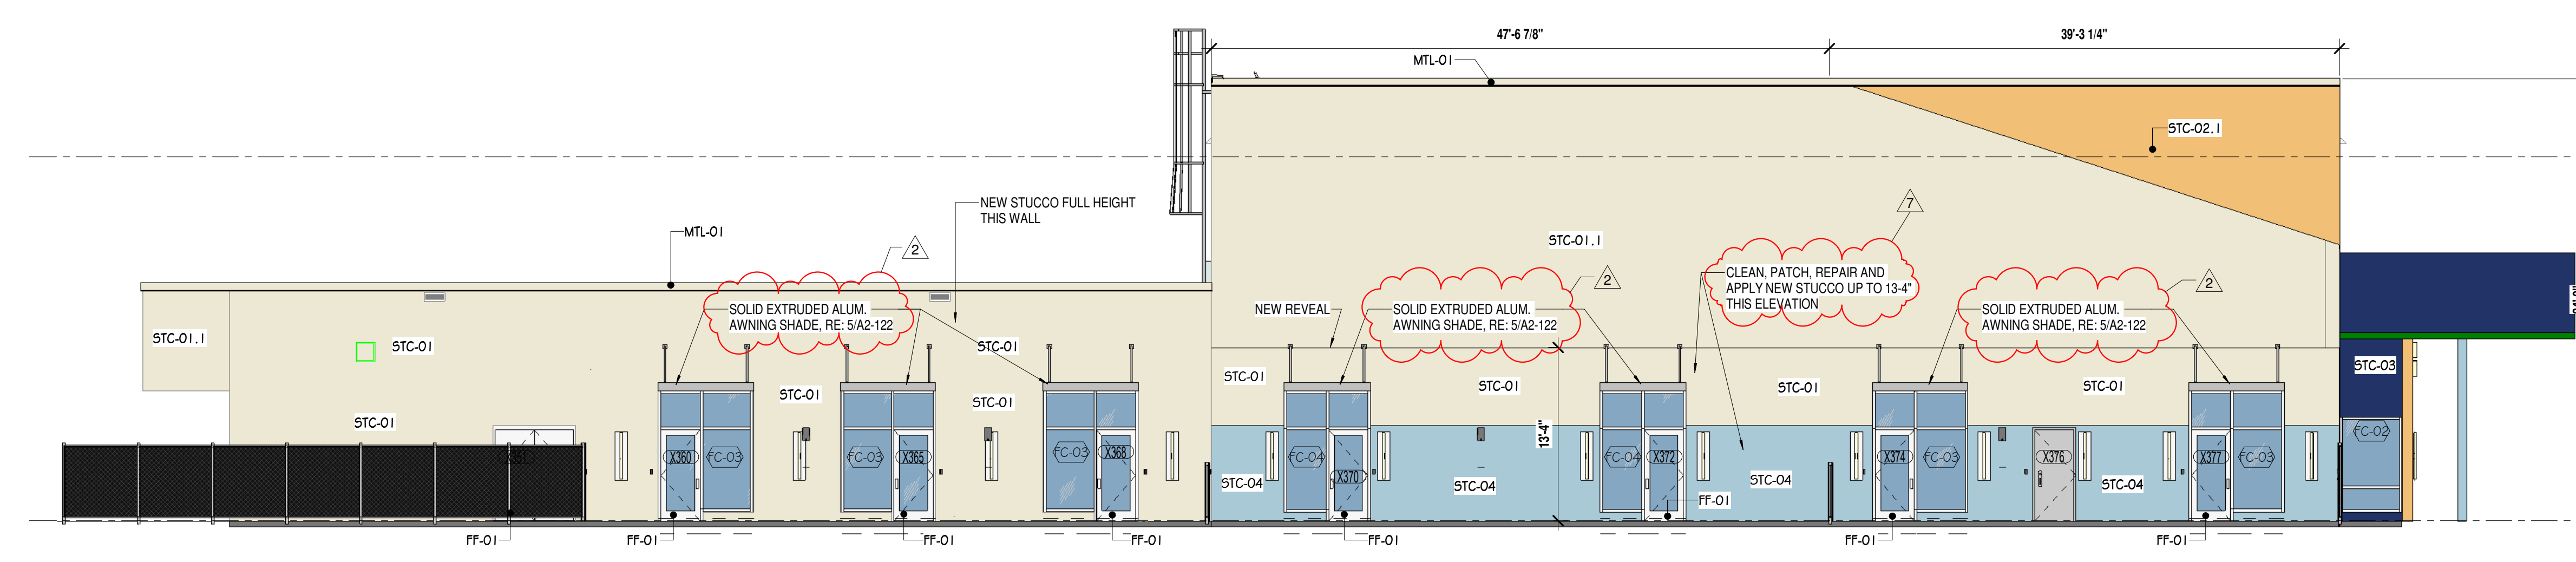 47'-6 7/8"
39'-3 1/4"
MTL-01
STC-02.1
NEW STUCCO FULL HEIGHT
THIS WALL
7
MTL-01
2
STC-01.1
2
CLEAN, PATCH, REPAIR AND
APPLY NEW STUCCO UP TO 13-4"
THIS ELEVATION
2
SOLID EXTRUDED ALUM.
AWNING SHADE, RE: 5/A2-122
NEW REVEAL
SOLID EXTRUDED ALUM.
AWNING SHADE, RE: 5/A2-122
SOLID EXTRUDED ALUM.
AWNING SHADE, RE: 5/A2-122
STC-01.1
STC-01
STC-01
STC-01
STC-01
STC-01
STC-01
STC-01
STC-01
STC-01
STC-03
STC-01
13'-4"
FC-02
X351
X360
FC-03
FC-03
X365
FC-03
X368
FC-04
X370
FC-04
X372
X374
FC-03
X376
X377
FC-03
STC-04
STC-04
STC-04
STC-04
FF-01
FF-01
FF-01
FF-01
FF-01
FF-01
FF-01
FF-01